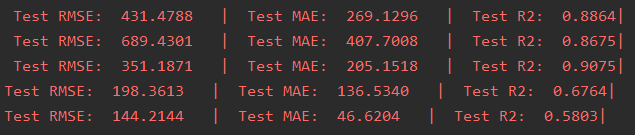 Test RMSE: 431.4788 | Test MAE: 269.1296 | Test R2: 0.8864|
Test RMSE: 689.4301 | Test MAE: 407.7008 | Test R2: 0.8675|
Test RMSE: 351.1871 | Test MAE: 205.1518 | Test R2: 0.9075|
Test RMSE: 198.3613 | Test MAE: 136.5340 | Test R2: 0.6764|
Test RMSE: 144.2144 | Test MAE: 46.6204 | Test R2: 0.5803|